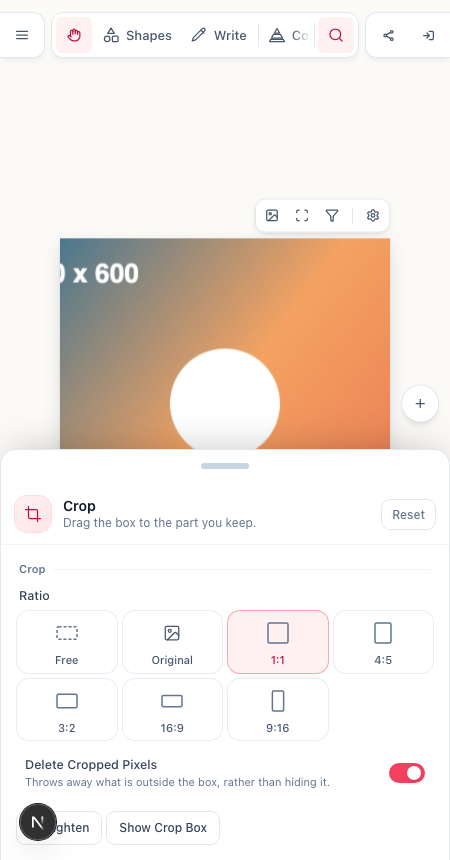 Shapes
Write
x 600
Crop
Drag the box to the part you keep.
Reset
Crop
Ratio
Free
Original
1:1
4:5
3:2
16:9
9:16
Delete Cropped Pixels
Throws away what is outside the box, rather than hiding it.
Show Crop Box